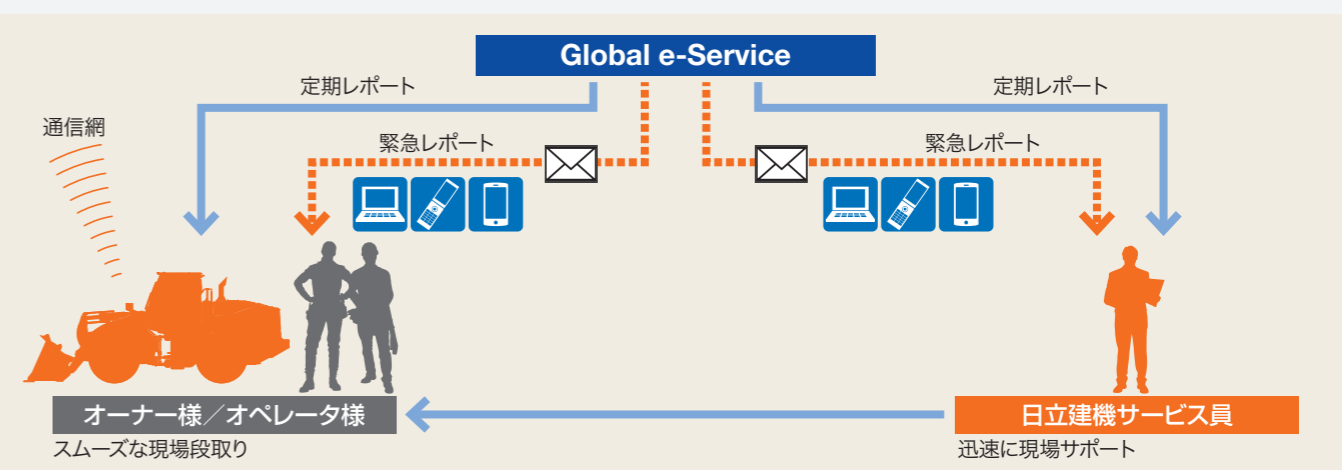 Global e-Service
定期レポート
定期レポート
通信網
緊急レポート
緊急レポート
オーナー様／オペレータ様
日立建機サービス員
スムーズな現場段取り
迅速に現場サポート